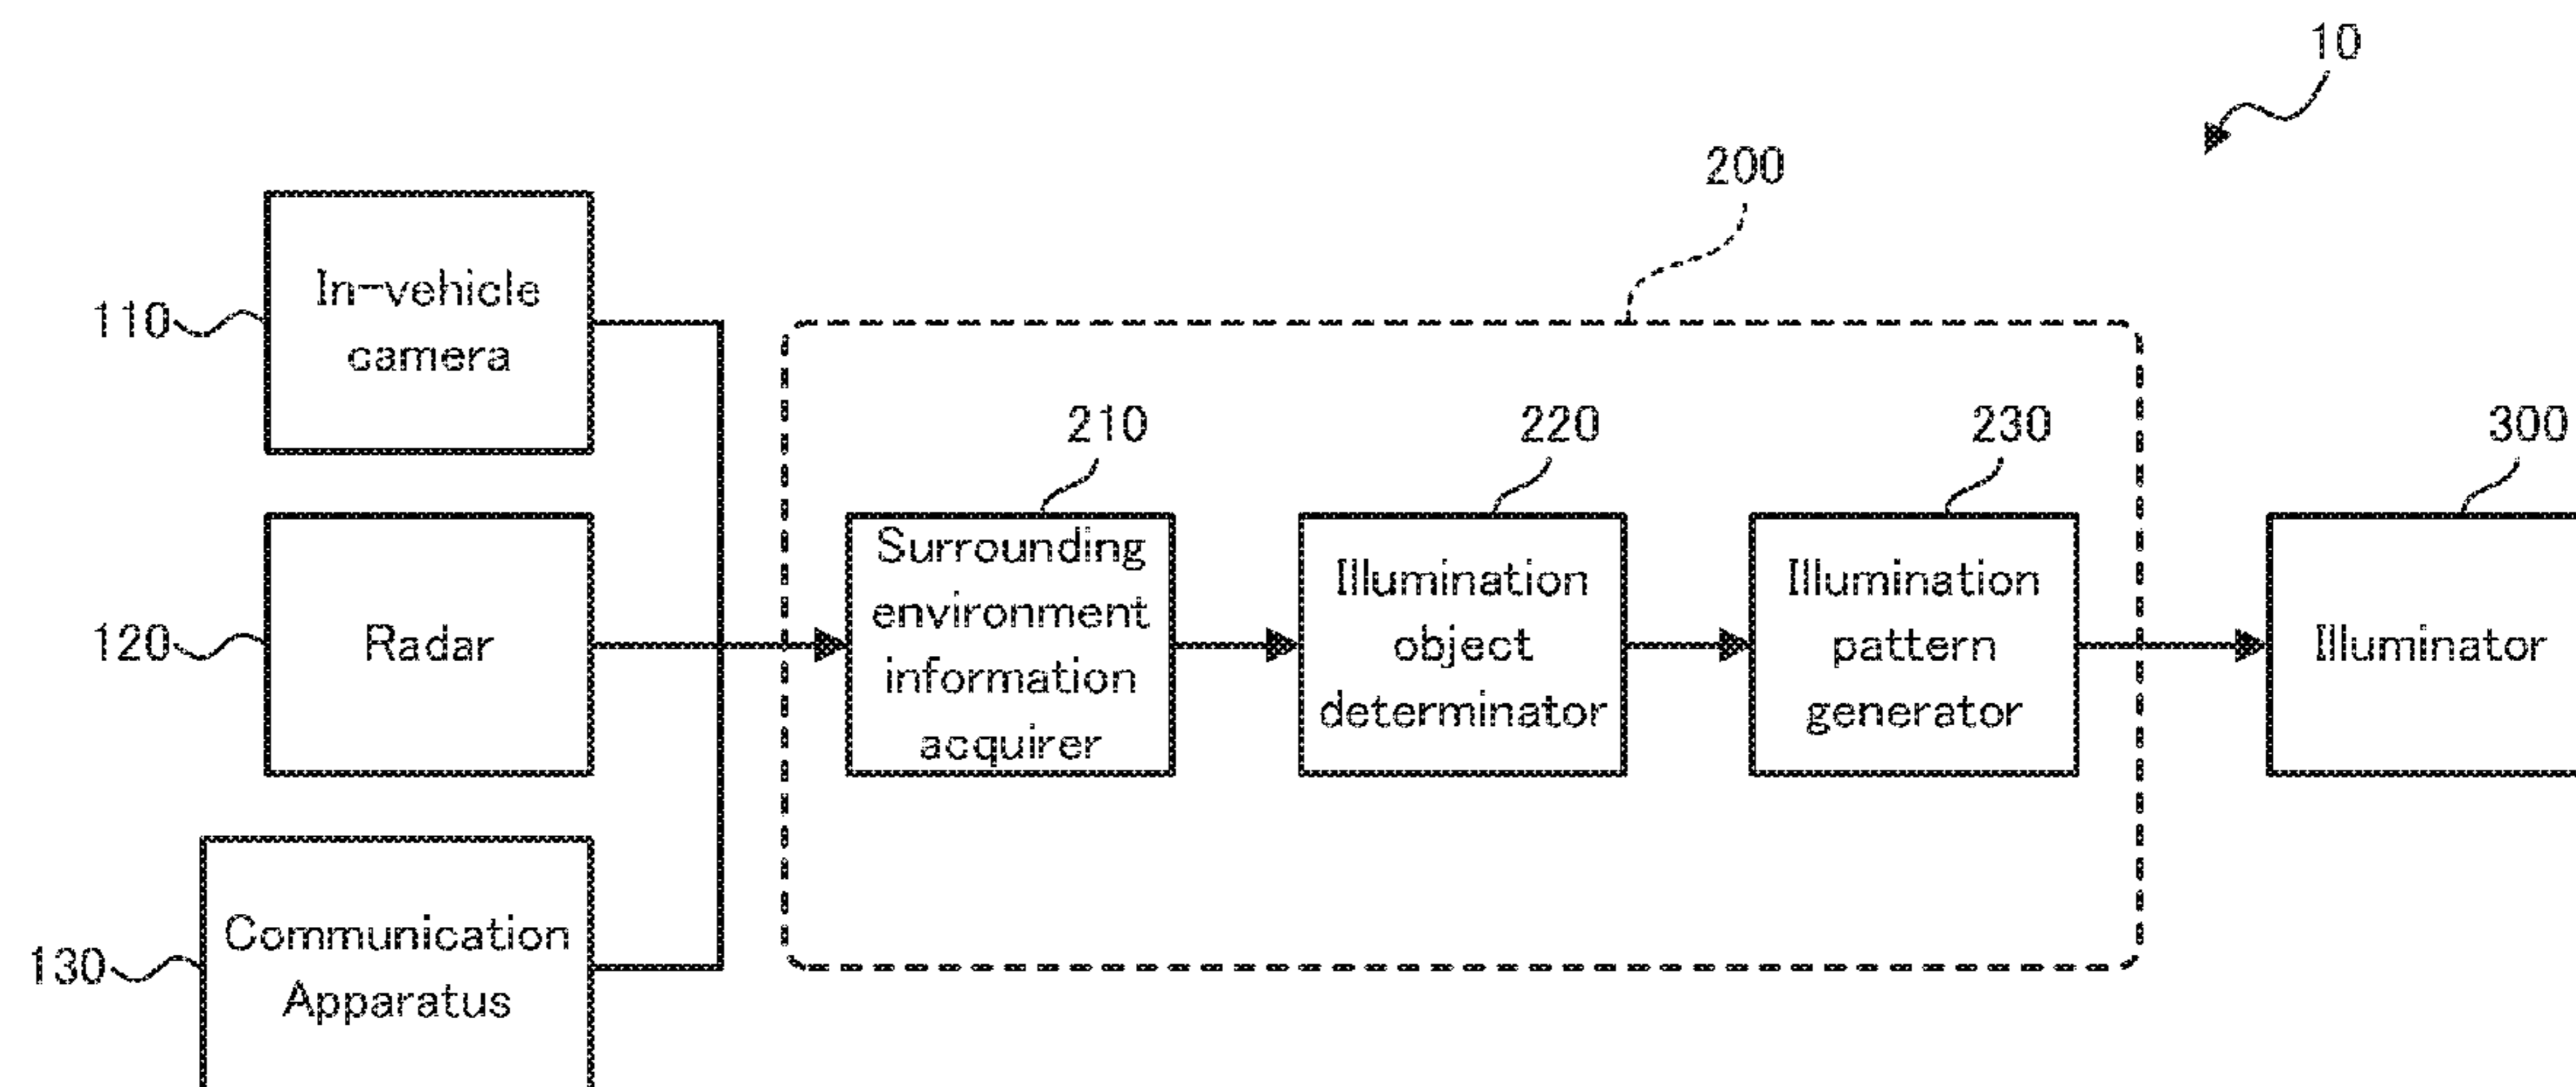 10
200
In-vehicle
camera
110
210
220
230
300
Surrounding
environment
information
acquirer
Illumination
object
determinator
Illumination
pattern
generator
Illuminator
120
Radar
130
Communication
Apparatus